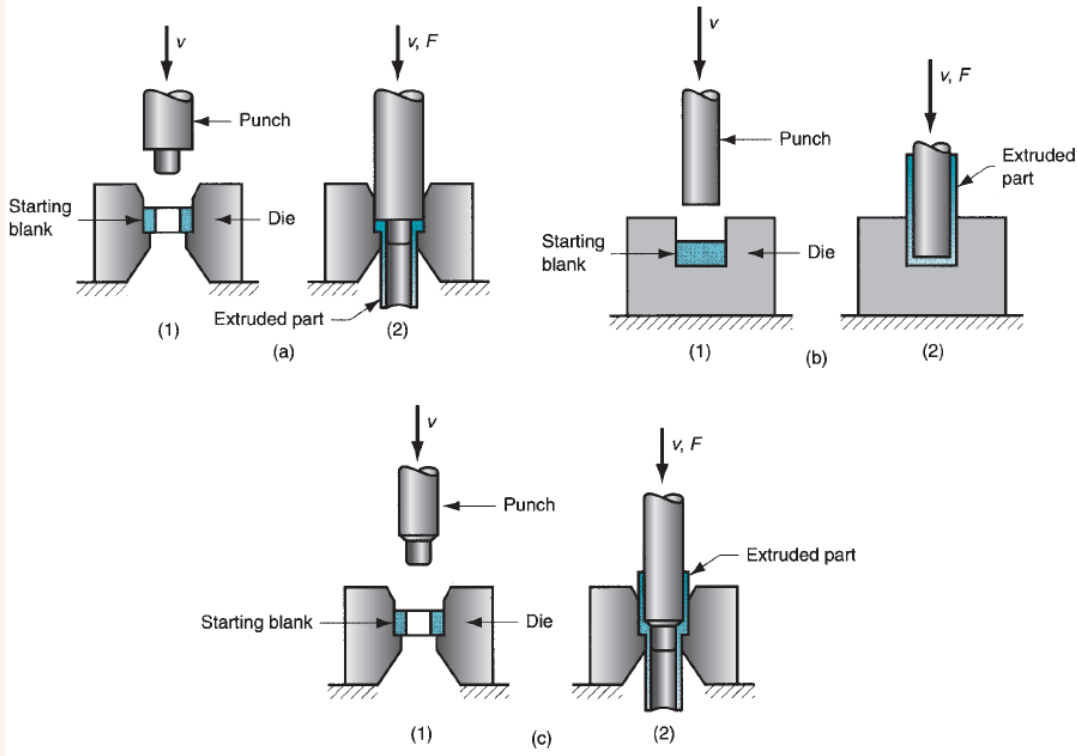 v
Punch
Starting
blank
Die
(1)
v, F
Extruded part
(2)
(a)
v
Punch
Starting
blank
Die
(1)
v, F
Extruded
part
(2)
(b)
v
Punch
Starting blank
Die
(1)
v, F
Extruded part
(2)
(c)